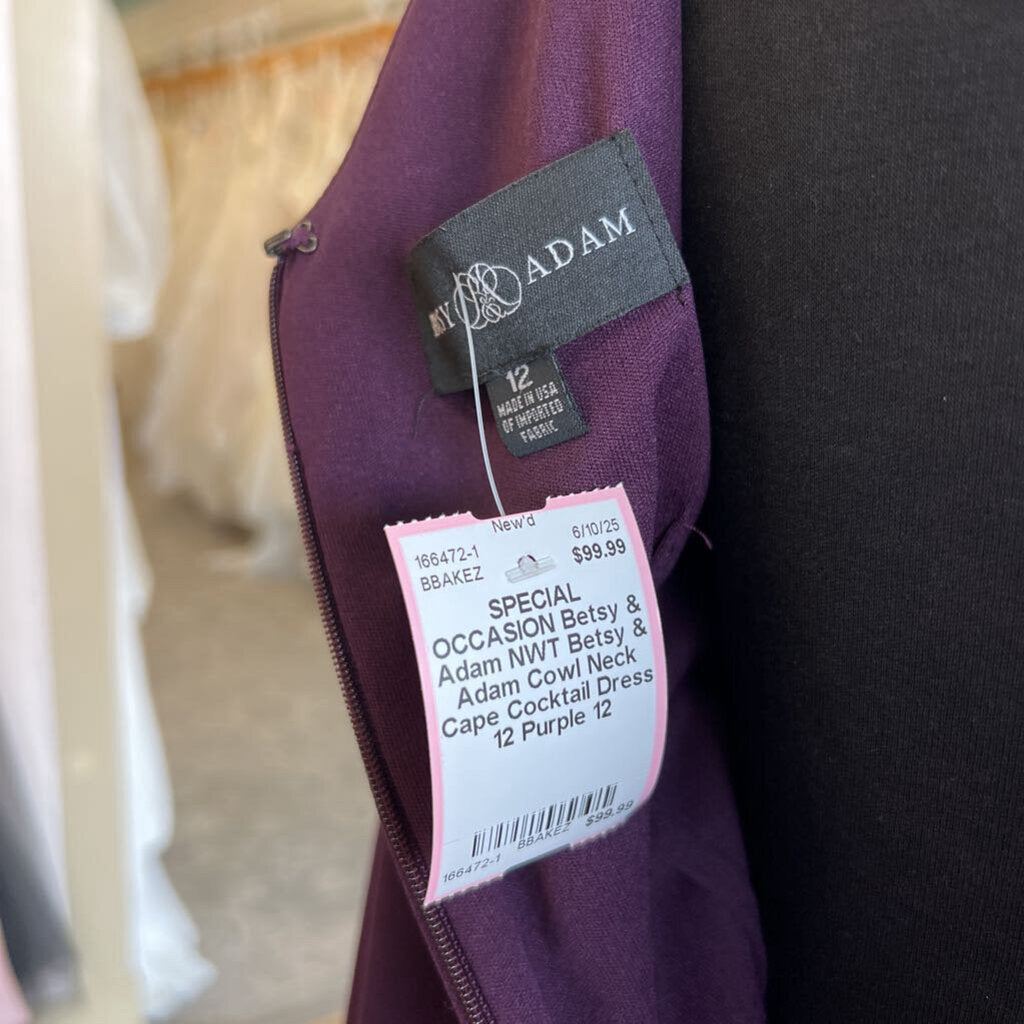 ADAM
12
MADE IN USA
OF IMPORTED
FABRIC
New'd
166472-1 6/10/25
BBAKEZ $99.99
SPECIAL
OCCASION Betsy &
Adam NWT Betsy &
Adam Cowl Neck
Cape Cocktail Dress
12 Purple 12
166472-1 BBAKEZ $99.99